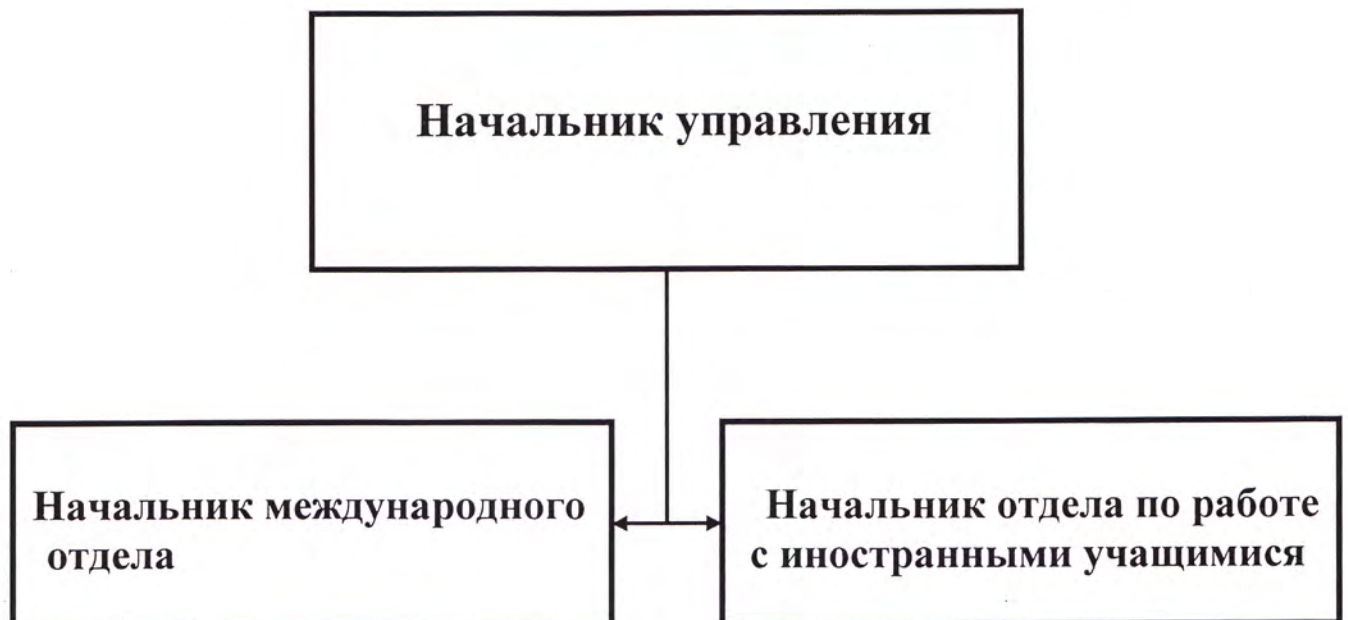 Начальник управления
Начальник международного
отдела
Начальник отдела по работе
с иностранными учащимися